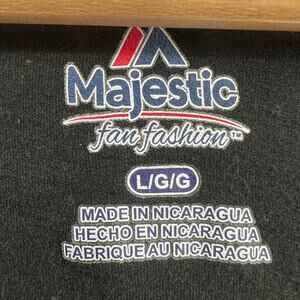 Majestic
fan fashion™
L/G/G
MADE IN NICARAGUA
HECHO EN NICARAGUA
FABRIQUE AU NICARAGUA